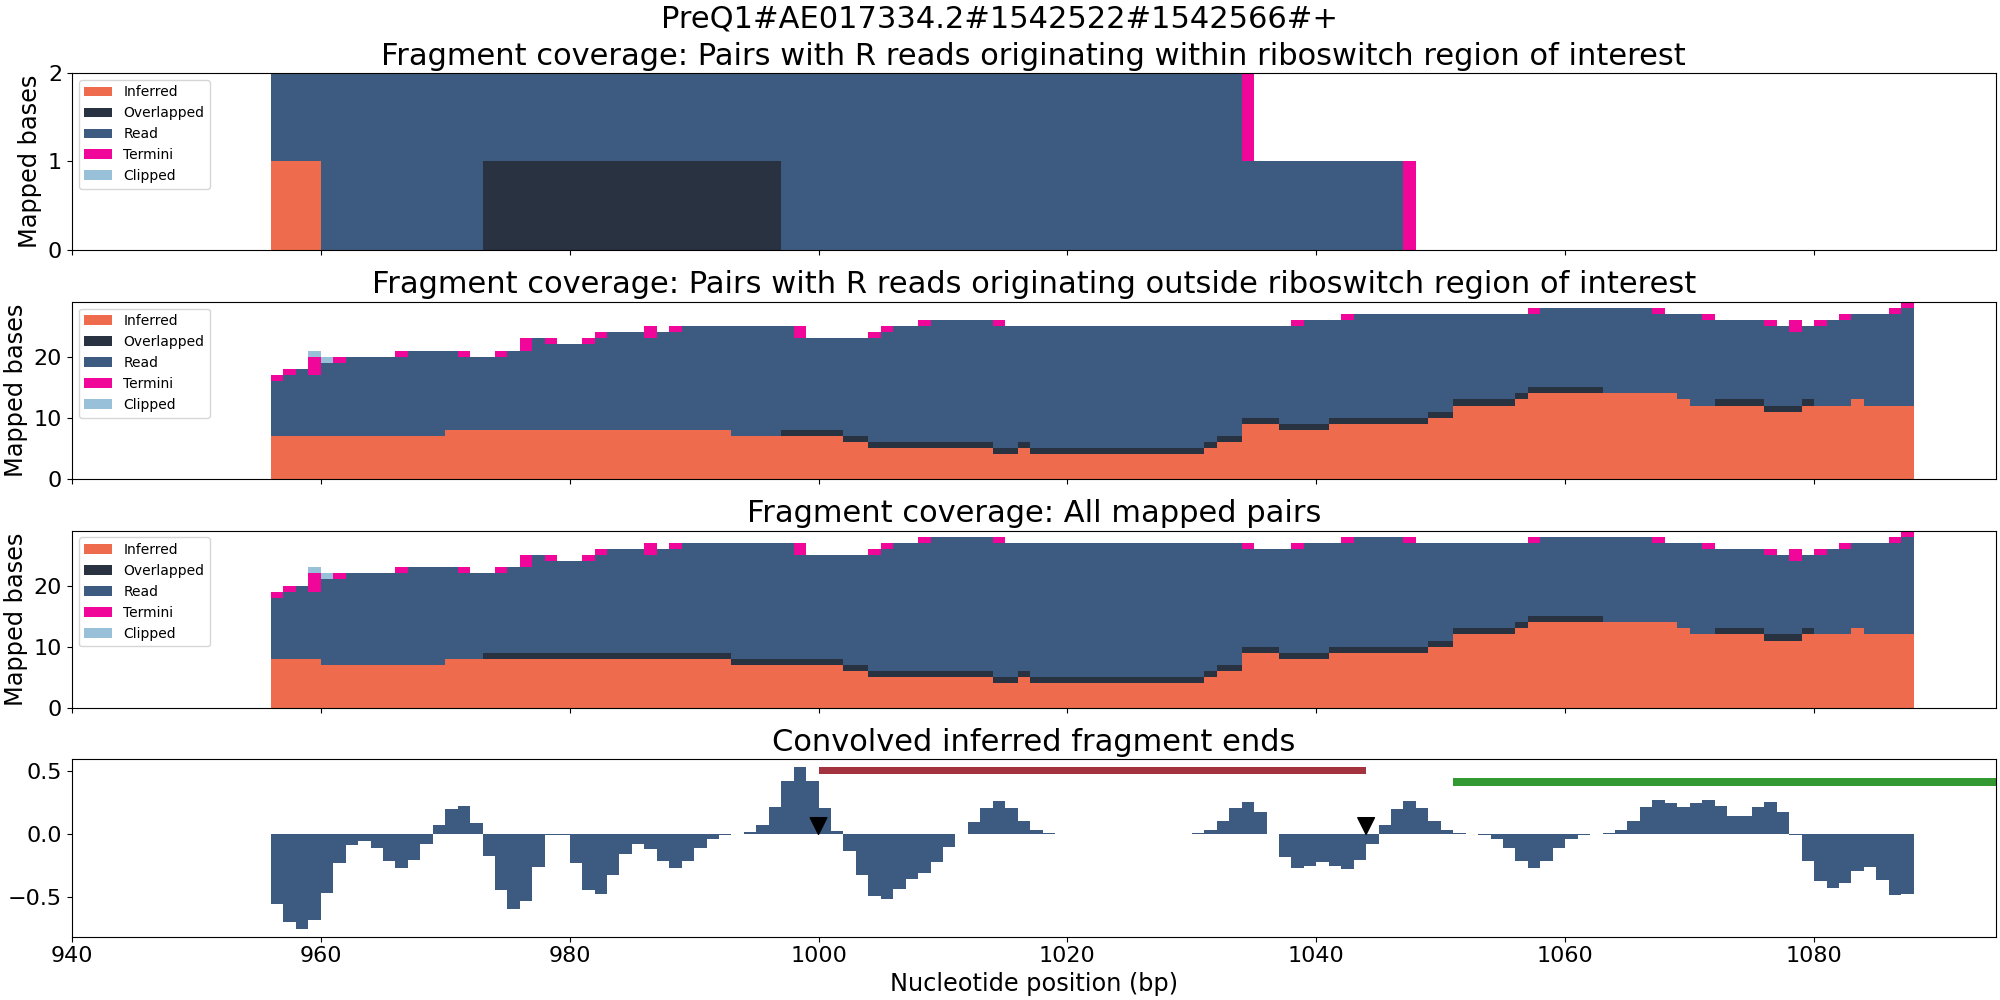 PreQ1#AE017334.2#1542522#1542566#+
Fragment coverage: Pairs with R reads originating within riboswitch region of interest
Mapped bases
2
1
0
Inferred
Overlapped
Read
Termini
Clipped
Fragment coverage: Pairs with R reads originating outside riboswitch region of interest
Mapped bases
20
10
0
Inferred
Overlapped
Read
Termini
Clipped
Fragment coverage: All mapped pairs
Mapped bases
20
10
0
Inferred
Overlapped
Read
Termini
Clipped
Convolved inferred fragment ends
0.5
0.0
−0.5
940 960 980 1000 1020 1040 1060 1080
Nucleotide position (bp)